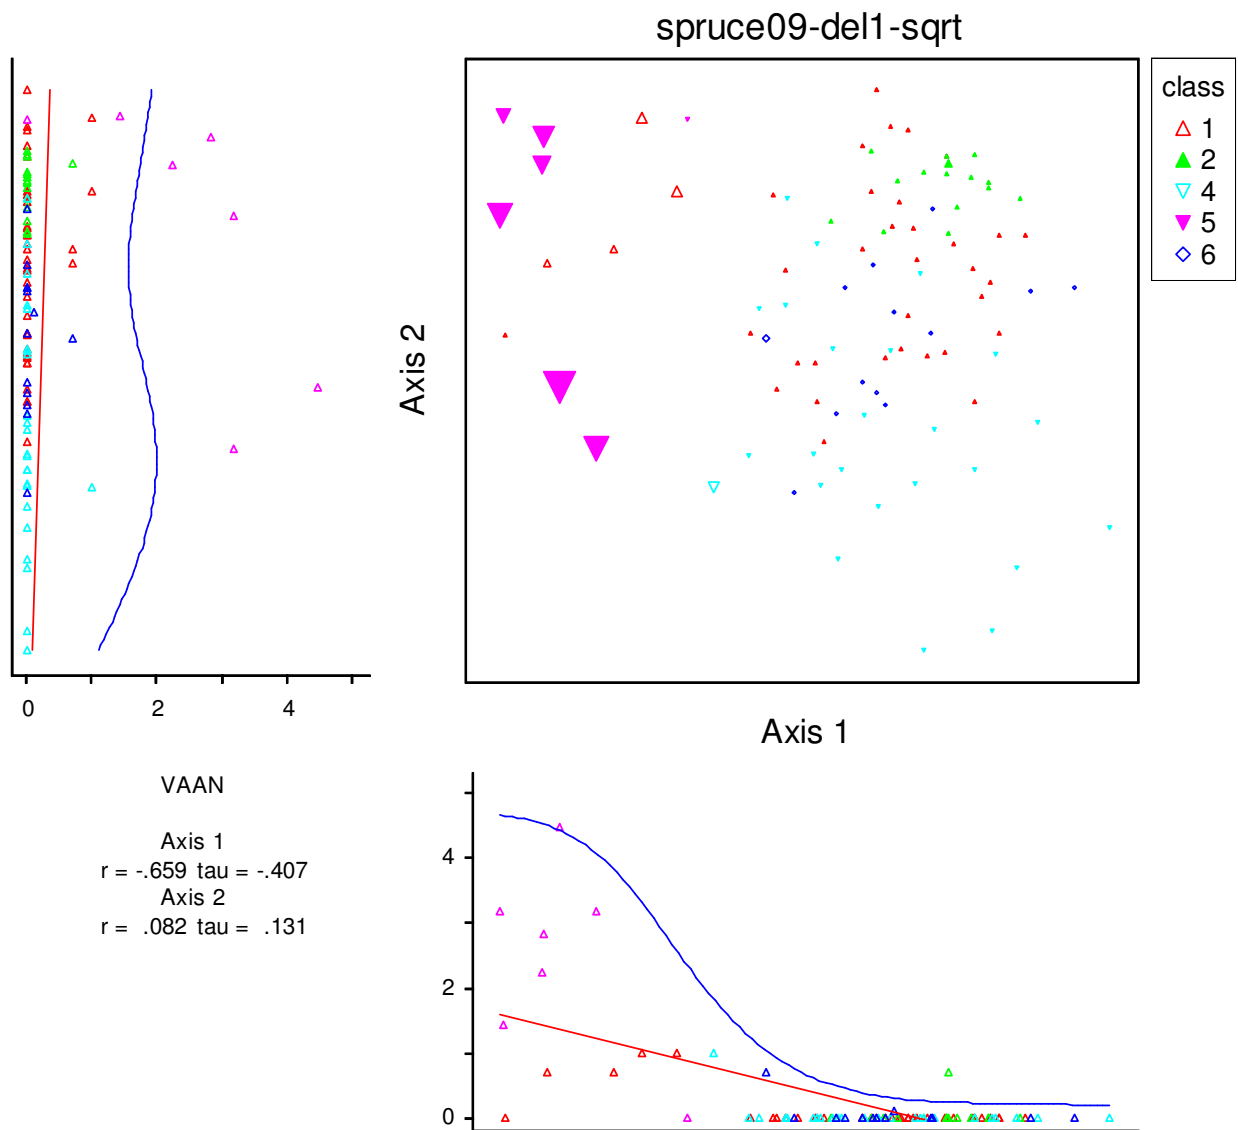 spruce09-del1-sqrt
class
1
2
4
5
6
Axis 2
0 2 4
Axis 1
VAAN
Axis 1
r = -.659 tau = -.407
Axis 2
r = .082 tau = .131
4
2
0